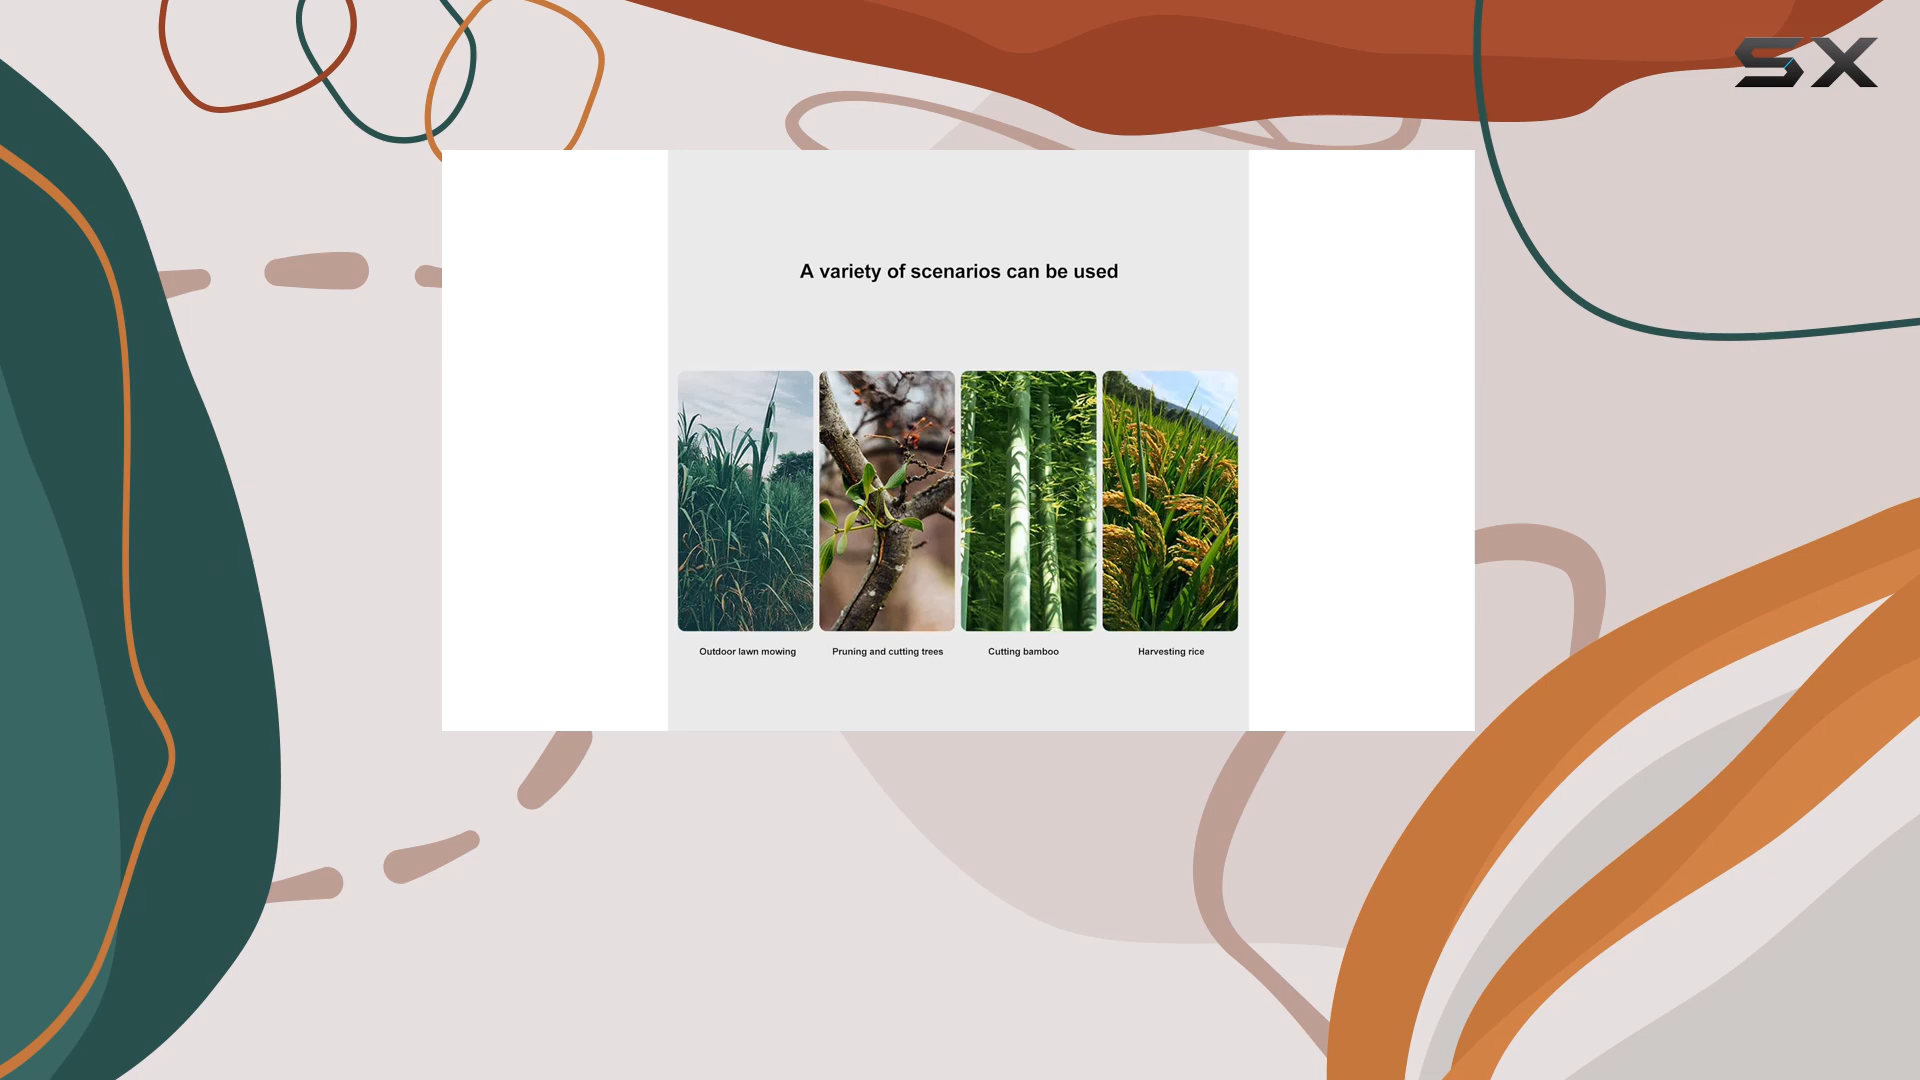 SX
A variety of scenarios can be used
Outdoor lawn mowing
Pruning and cutting trees
Cutting bamboo
Harvesting rice